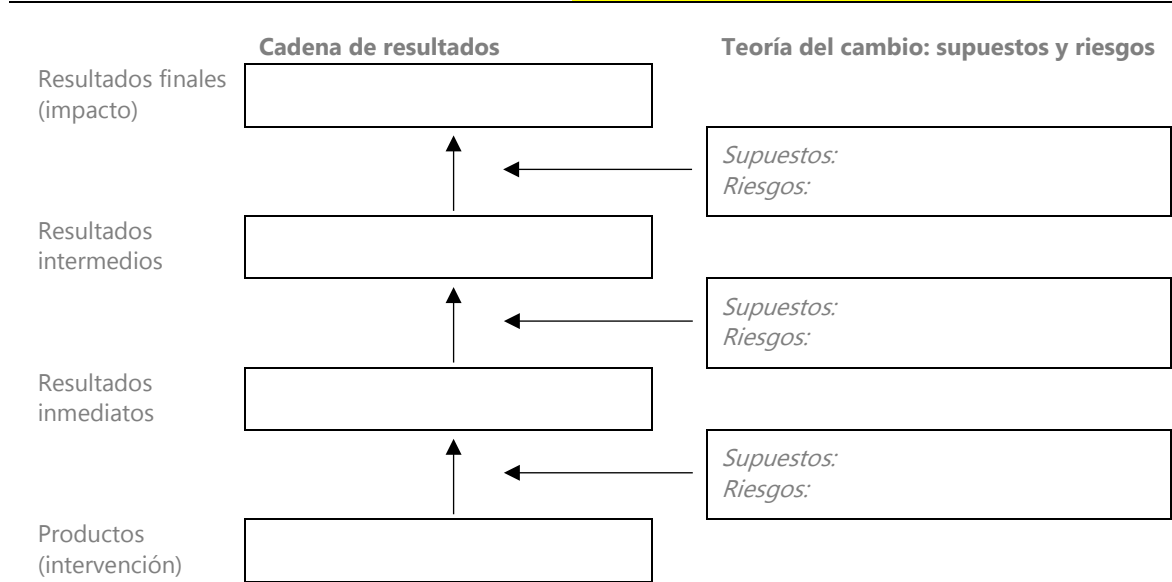 Cadena de resultados
Teoría del cambio: supuestos y riesgos
Resultados finales
(impacto)
Supuestos:
Riesgos:
Resultados
intermedios
Supuestos:
Riesgos:
Resultados
inmediatos
Supuestos:
Riesgos:
Productos
(intervención)